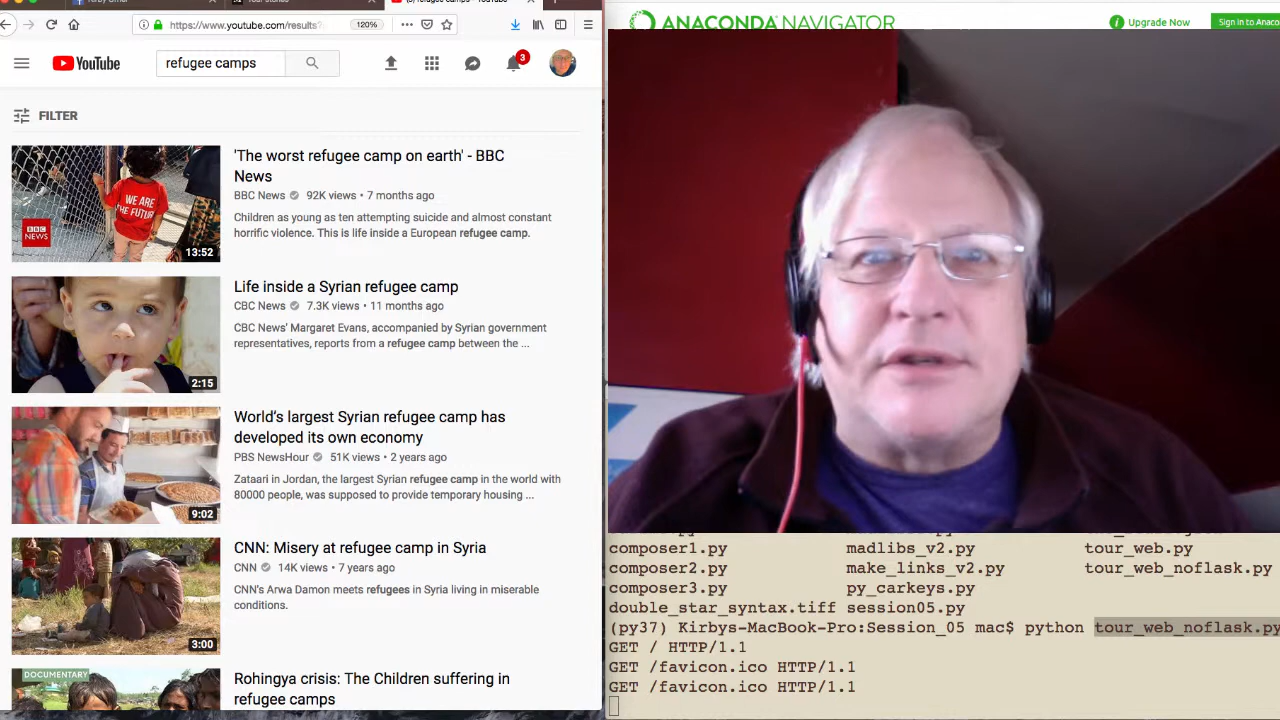 refugee camps - YouTube
https://www.youtube.com/results?
120%
YouTube
refugee camps
3
FILTER
'The worst refugee camp on earth' - BBC
News
BBC News 92K views • 7 months ago
Children as young as ten attempting suicide and almost constant
horrific violence. This is life inside a European refugee camp.
WE ARE
THE FUTUR
BBC
NEWS
13:52
Life inside a Syrian refugee camp
CBC News 7.3K views • 11 months ago
CBC News' Margaret Evans, accompanied by Syrian government
representatives, reports from a refugee camp between the ...
2:15
World's largest Syrian refugee camp has
developed its own economy
PBS NewsHour 51K views • 2 years ago
Zataari in Jordan, the largest Syrian refugee camp in the world with
80000 people, was supposed to provide temporary housing ...
9:02
CNN: Misery at refugee camp in Syria
CNN 14K views • 7 years ago
CNN's Arwa Damon meets refugees in Syria living in miserable
conditions.
3:00
DOCUMENTARY
Rohingya crisis: The Children suffering in
refugee camps
ANACONDA NAVIGATOR
Upgrade Now
Sign in to Anaco
composer1.py madlibs_v2.py tour_web.py
composer2.py make_links_v2.py tour_web_noflask.py
composer3.py py_carkeys.py
double_star_syntax.tiff session05.py
(py37) Kirbys-MacBook-Pro:Session_05 mac$ python tour_web_noflask.py
GET / HTTP/1.1
GET /favicon.ico HTTP/1.1
GET /favicon.ico HTTP/1.1